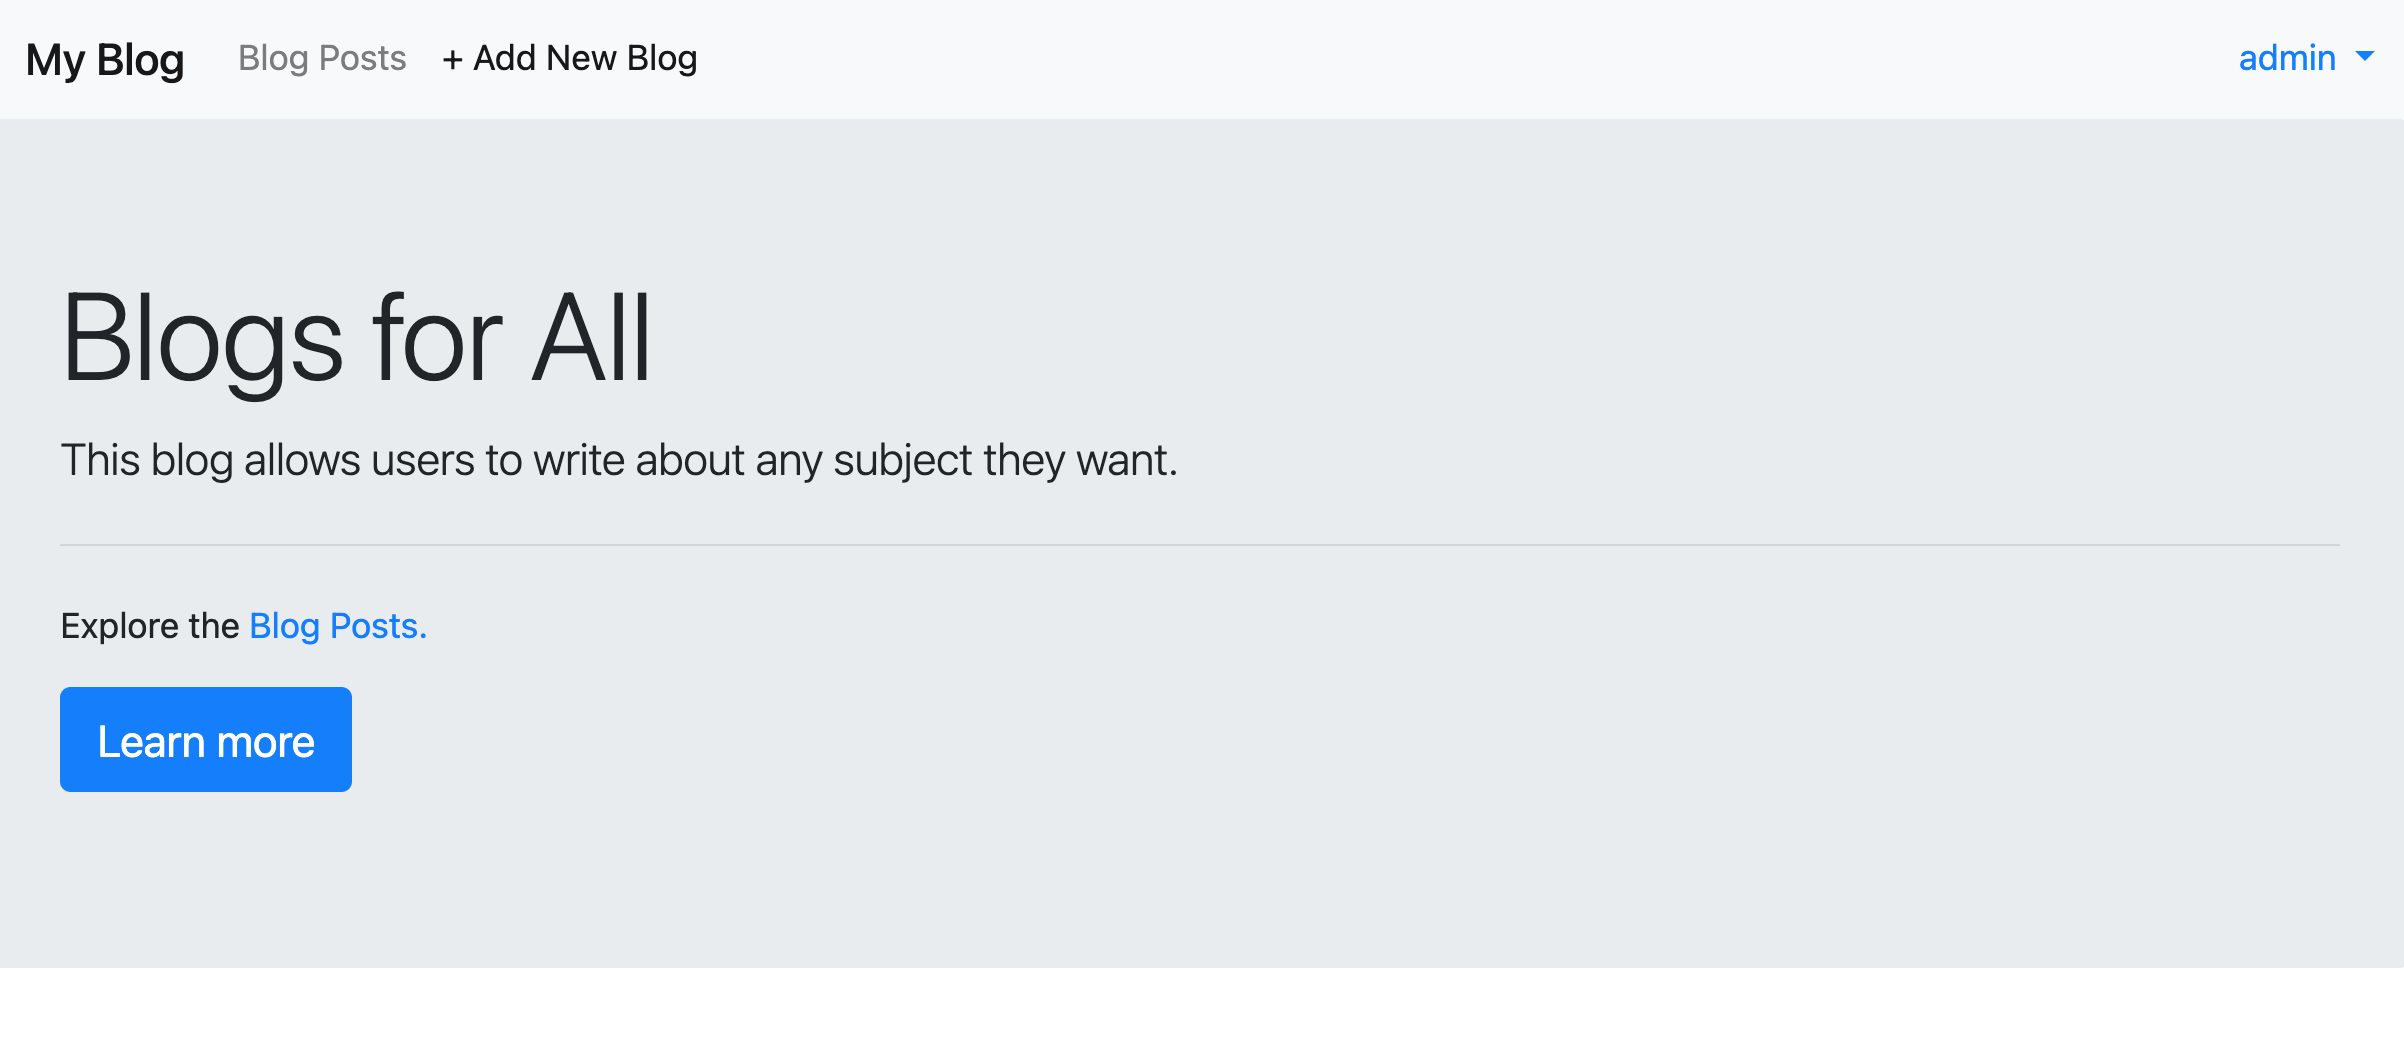 My Blog Blog Posts + Add New Blog admin
Blogs for All
This blog allows users to write about any subject they want.
Explore the Blog Posts.
Learn more